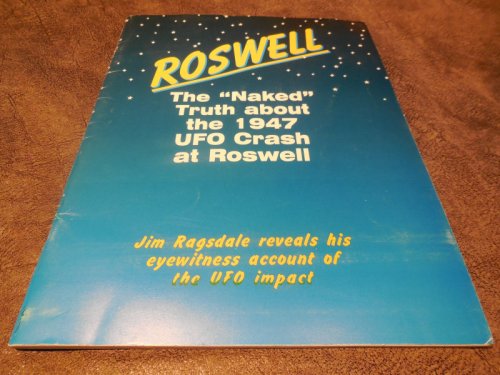 ROSWELL
The "Naked"
Truth about
the 1947
UFO Crash
at Roswell
Jim Ragsdale reveals his
eyewitness account of
the UFO impact